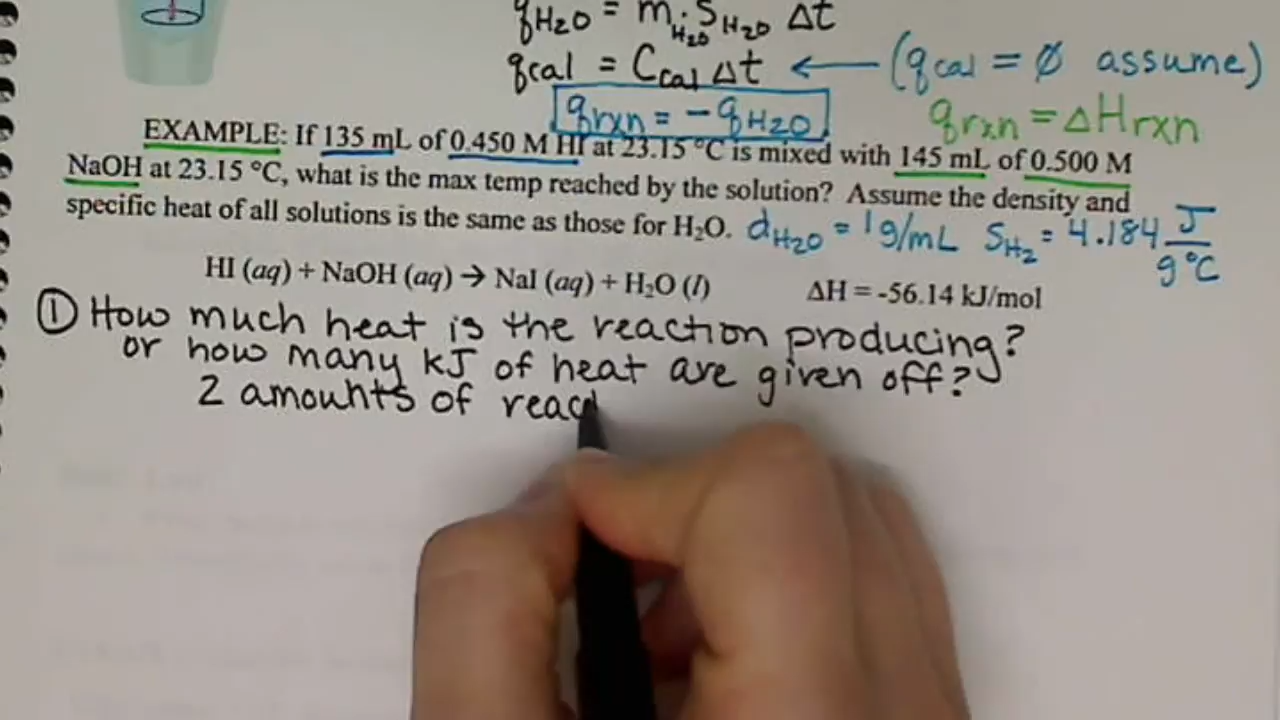 qH₂O = mH₂O · SH₂O Δt
qcal = Ccal Δt ← (qcal = Ø assume)
qrxn = -qH₂O qrxn = ΔHrxn
EXAMPLE: If 135 mL of 0.450 M HI at 23.15 °C is mixed with 145 mL of 0.500 M
NaOH at 23.15 °C, what is the max temp reached by the solution? Assume the density and
specific heat of all solutions is the same as those for H₂O. dH₂O = 1g/mL SH₂ = 4.184 J/g°C
HI (aq) + NaOH (aq) → NaI (aq) + H₂O (l) ΔH = -56.14 kJ/mol
① How much heat is the reaction producing?
or how many kJ of heat are given off?
2 amounts of reac